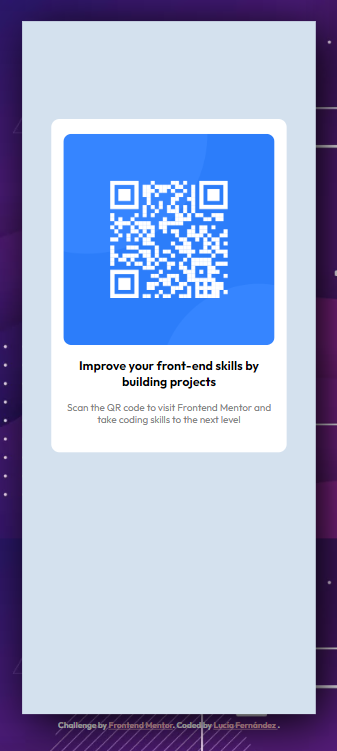 Improve your front-end skills by
building projects
Scan the QR code to visit Frontend Mentor and
take coding skills to the next level
Challenge by Frontend Mentor. Coded by Lucía Fernández .